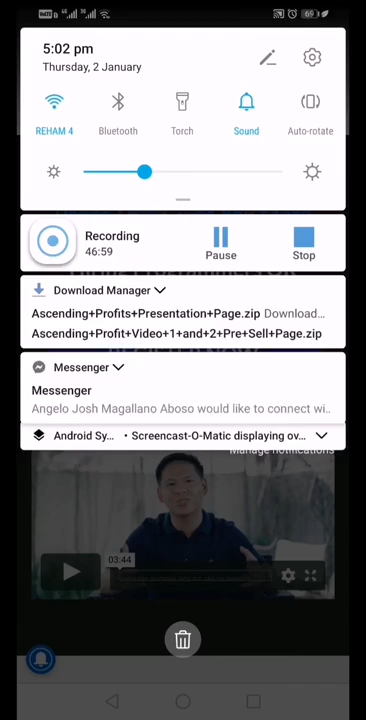 69
5:02 pm
Thursday, 2 January
REHAM 4
Bluetooth
Torch
Sound
Auto-rotate
Recording
46:59
Pause
Stop
Download Manager
Ascending+Profits+Presentation+Page.zip Download...
Ascending+Profit+Video+1+and+2+Pre+Sell+Page.zip
Messenger
Messenger
Angelo Josh Magallano Aboso would like to connect wi..
Android Sy... • Screencast-O-Matic displaying ov...
Manage notifications
03:44